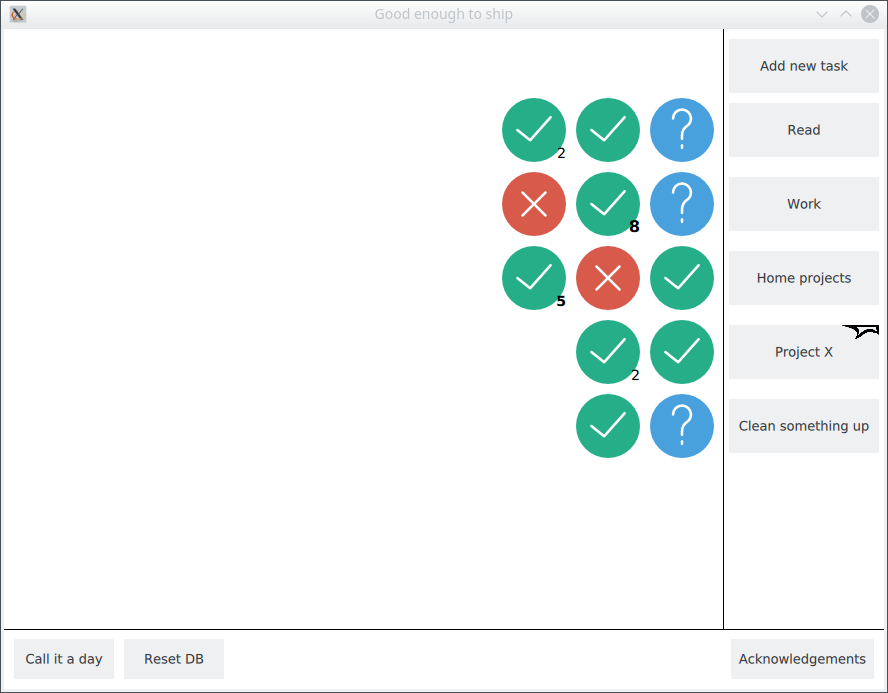 Good enough to ship
Add new task
2
Read
8
Work
5
Home projects
2
Project X
Clean something up
Call it a day
Reset DB
Acknowledgements